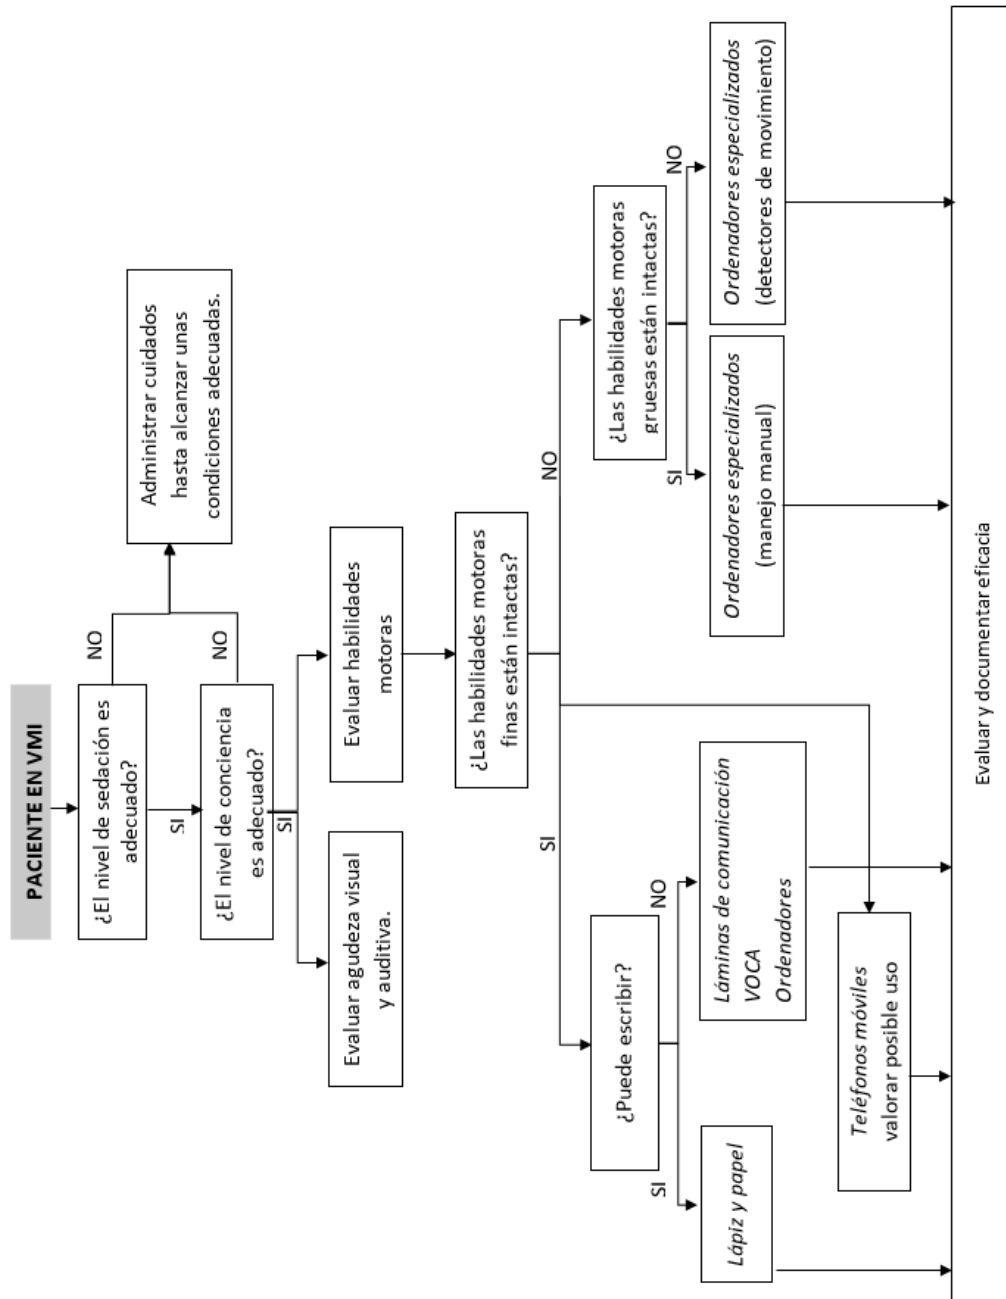 PACIENTE EN VMI
¿El nivel de sedación es
adecuado?
NO
SI
Administrar cuidados
hasta alcanzar unas
condiciones adecuadas.
¿El nivel de conciencia
es adecuado?
NO
SI
Evaluar agudeza visual
y auditiva.
Evaluar habilidades
motoras
¿Las habilidades motoras
finas están intactas?
SI
NO
¿Puede escribir?
¿Las habilidades motoras
gruesas están intactas?
SI
NO
SI
NO
Lápiz y papel
Láminas de comunicación
VOCA
Ordenadores
Ordenadores especializados
(manejo manual)
Ordenadores especializados
(detectores de movimiento)
Teléfonos móviles
valorar posible uso
Evaluar y documentar eficacia